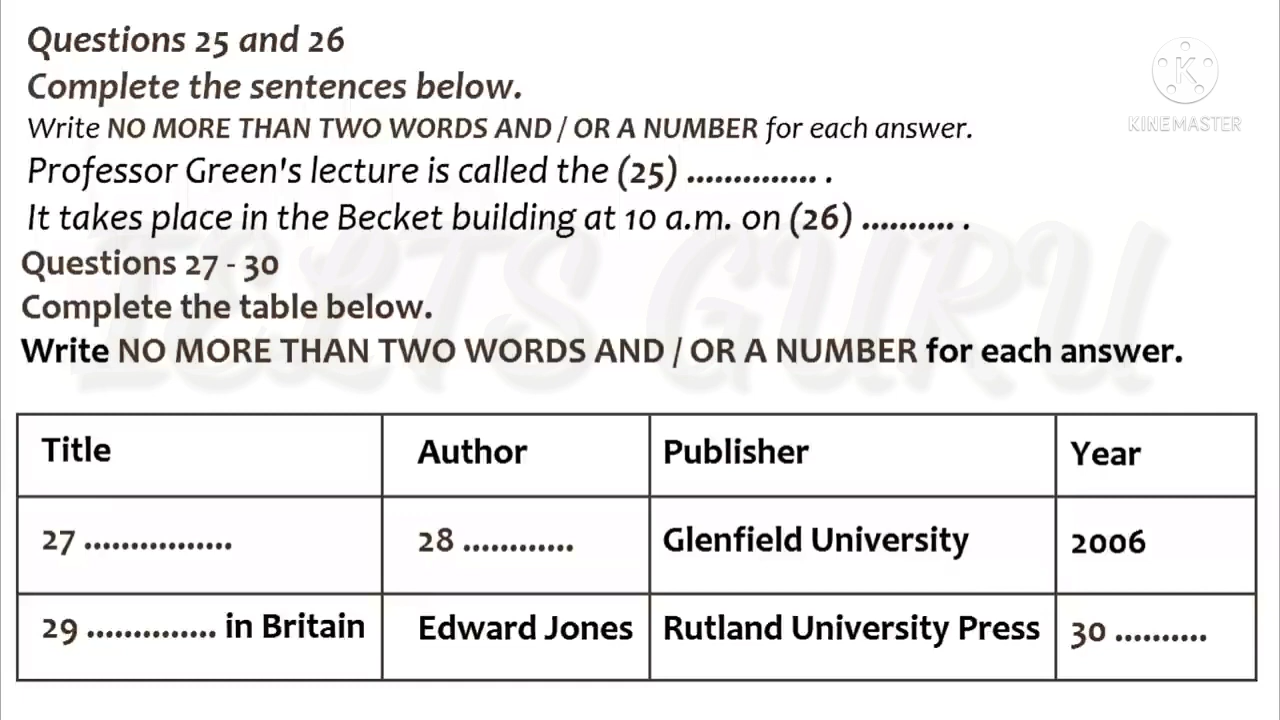 Questions 25 and 26
Complete the sentences below.
Write NO MORE THAN TWO WORDS AND / OR A NUMBER for each answer.
Professor Green's lecture is called the (25) .............. .
It takes place in the Becket building at 10 a.m. on (26) .......... .
Questions 27 - 30
Complete the table below.
Write NO MORE THAN TWO WORDS AND / OR A NUMBER for each answer.
Title Author Publisher Year
27 ................ 28 ............ Glenfield University 2006
29 .............. in Britain Edward Jones Rutland University Press 30 ..........
K
KINEMASTER
IELTS GURU